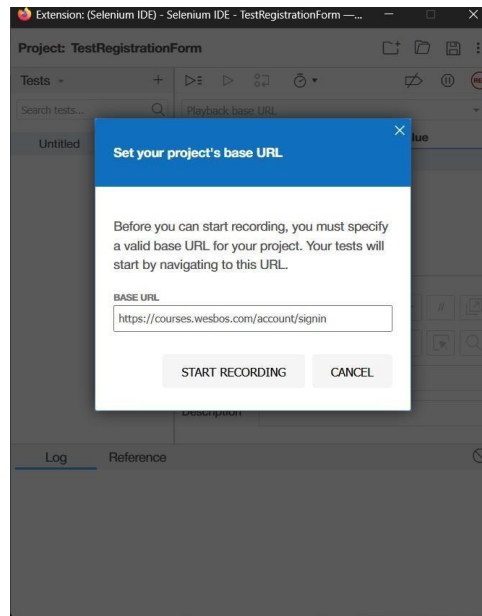 Extension: (Selenium IDE) - Selenium IDE - TestRegistrationForm —...
Project: TestRegistrationForm
Tests
Search tests...
Playback base URL
Untitled
lue
Set your project's base URL
Before you can start recording, you must specify
a valid base URL for your project. Your tests will
start by navigating to this URL.
BASE URL
https://courses.wesbos.com/account/signin
START RECORDING CANCEL
Description
Log Reference